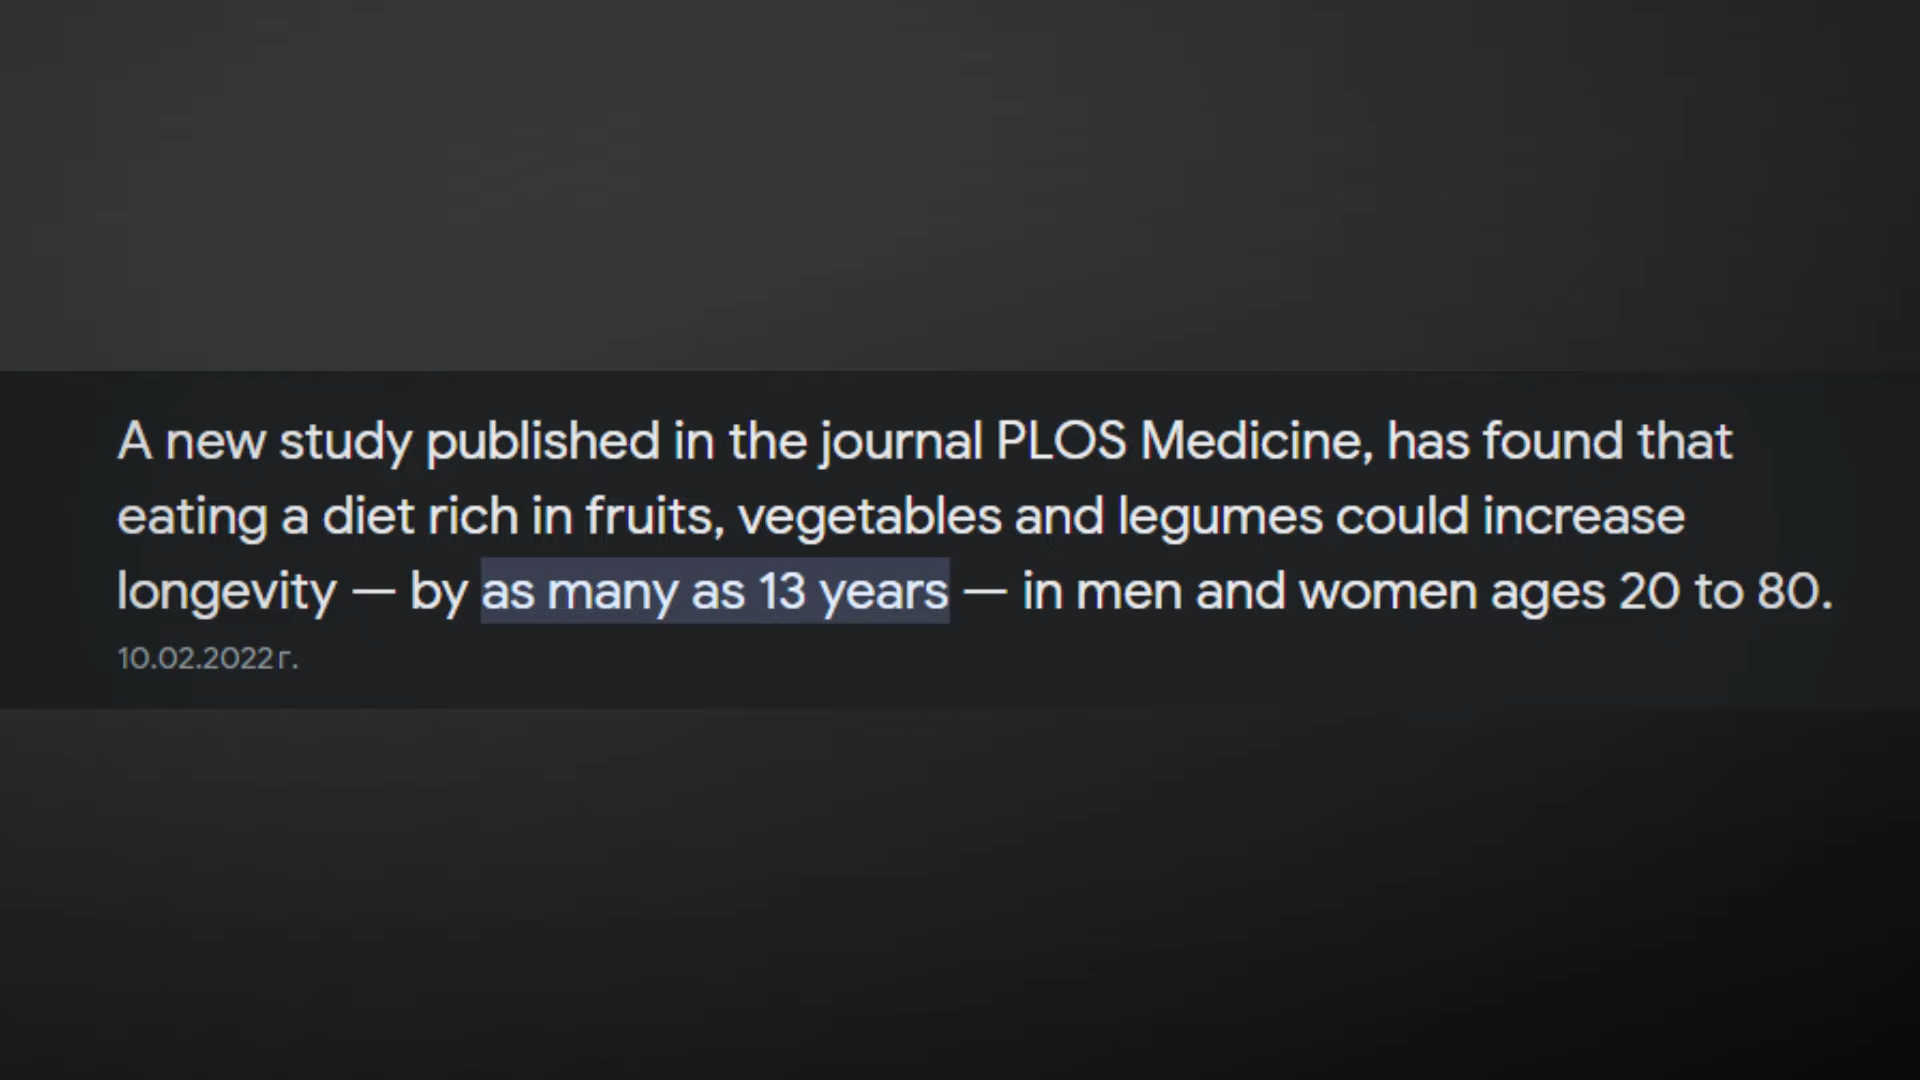 A new study published in the journal PLOS Medicine, has found that
eating a diet rich in fruits, vegetables and legumes could increase
longevity — by as many as 13 years — in men and women ages 20 to 80.
10.02.2022 г.